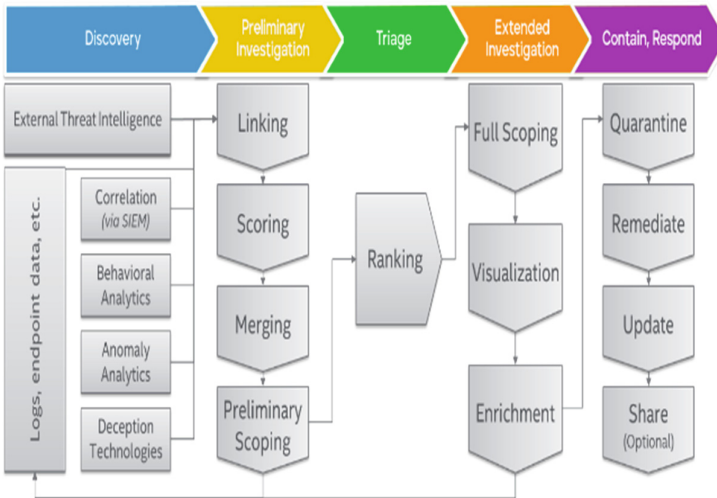 Discovery
Preliminary
Investigation
Triage
Extended
Investigation
Contain, Respond
External Threat Intelligence
Logs, endpoint data, etc.
Correlation
(via SIEM)
Behavioral
Analytics
Anomaly
Analytics
Deception
Technologies
Linking
Scoring
Merging
Preliminary
Scoping
Ranking
Full Scoping
Visualization
Enrichment
Quarantine
Remediate
Update
Share
(Optional)